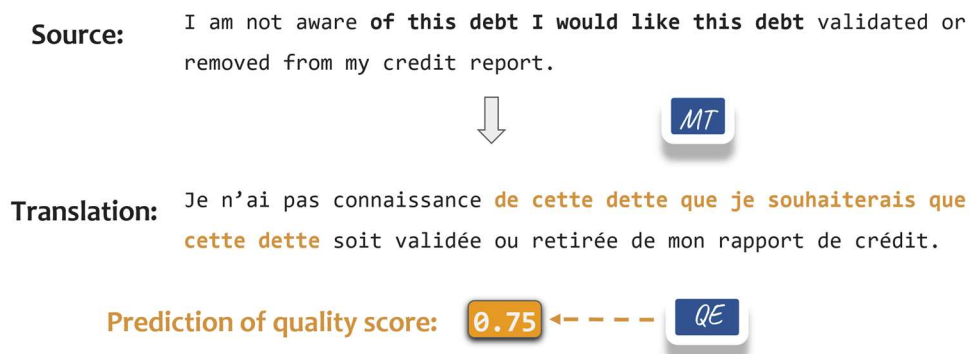 Source: I am not aware of this debt I would like this debt validated or
removed from my credit report.
MT
Translation: Je n’ai pas connaissance de cette dette que je souhaiterais que
cette dette soit validée ou retirée de mon rapport de crédit.
Prediction of quality score: 0.75 QE